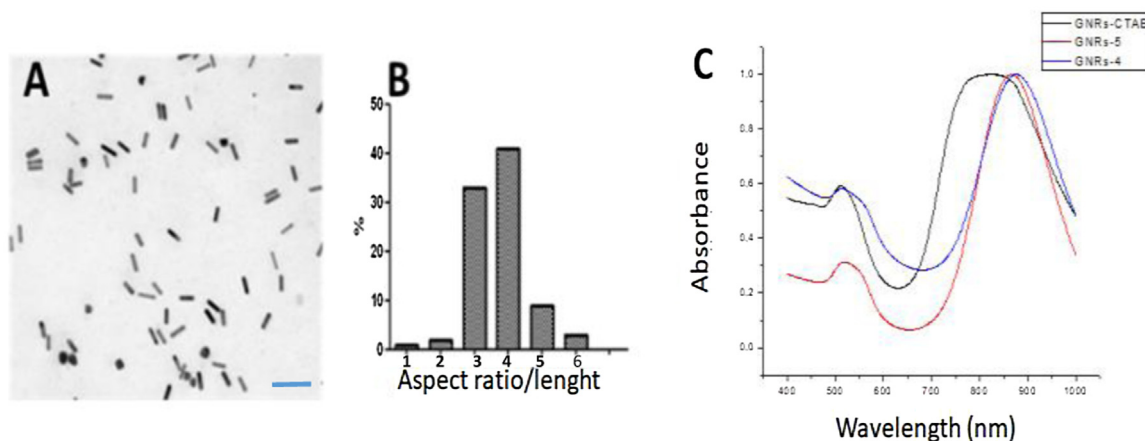 A
B
50
40
30
20
10
0
%
1 2 3 4 5 6
Aspect ratio/lenght
C
GNRs-CTAB
GNRs-5
GNRs-4
1.0
0.8
0.6
0.4
0.2
0.0
Absorbance
400 500 600 700 800 900 1000
Wavelength (nm)